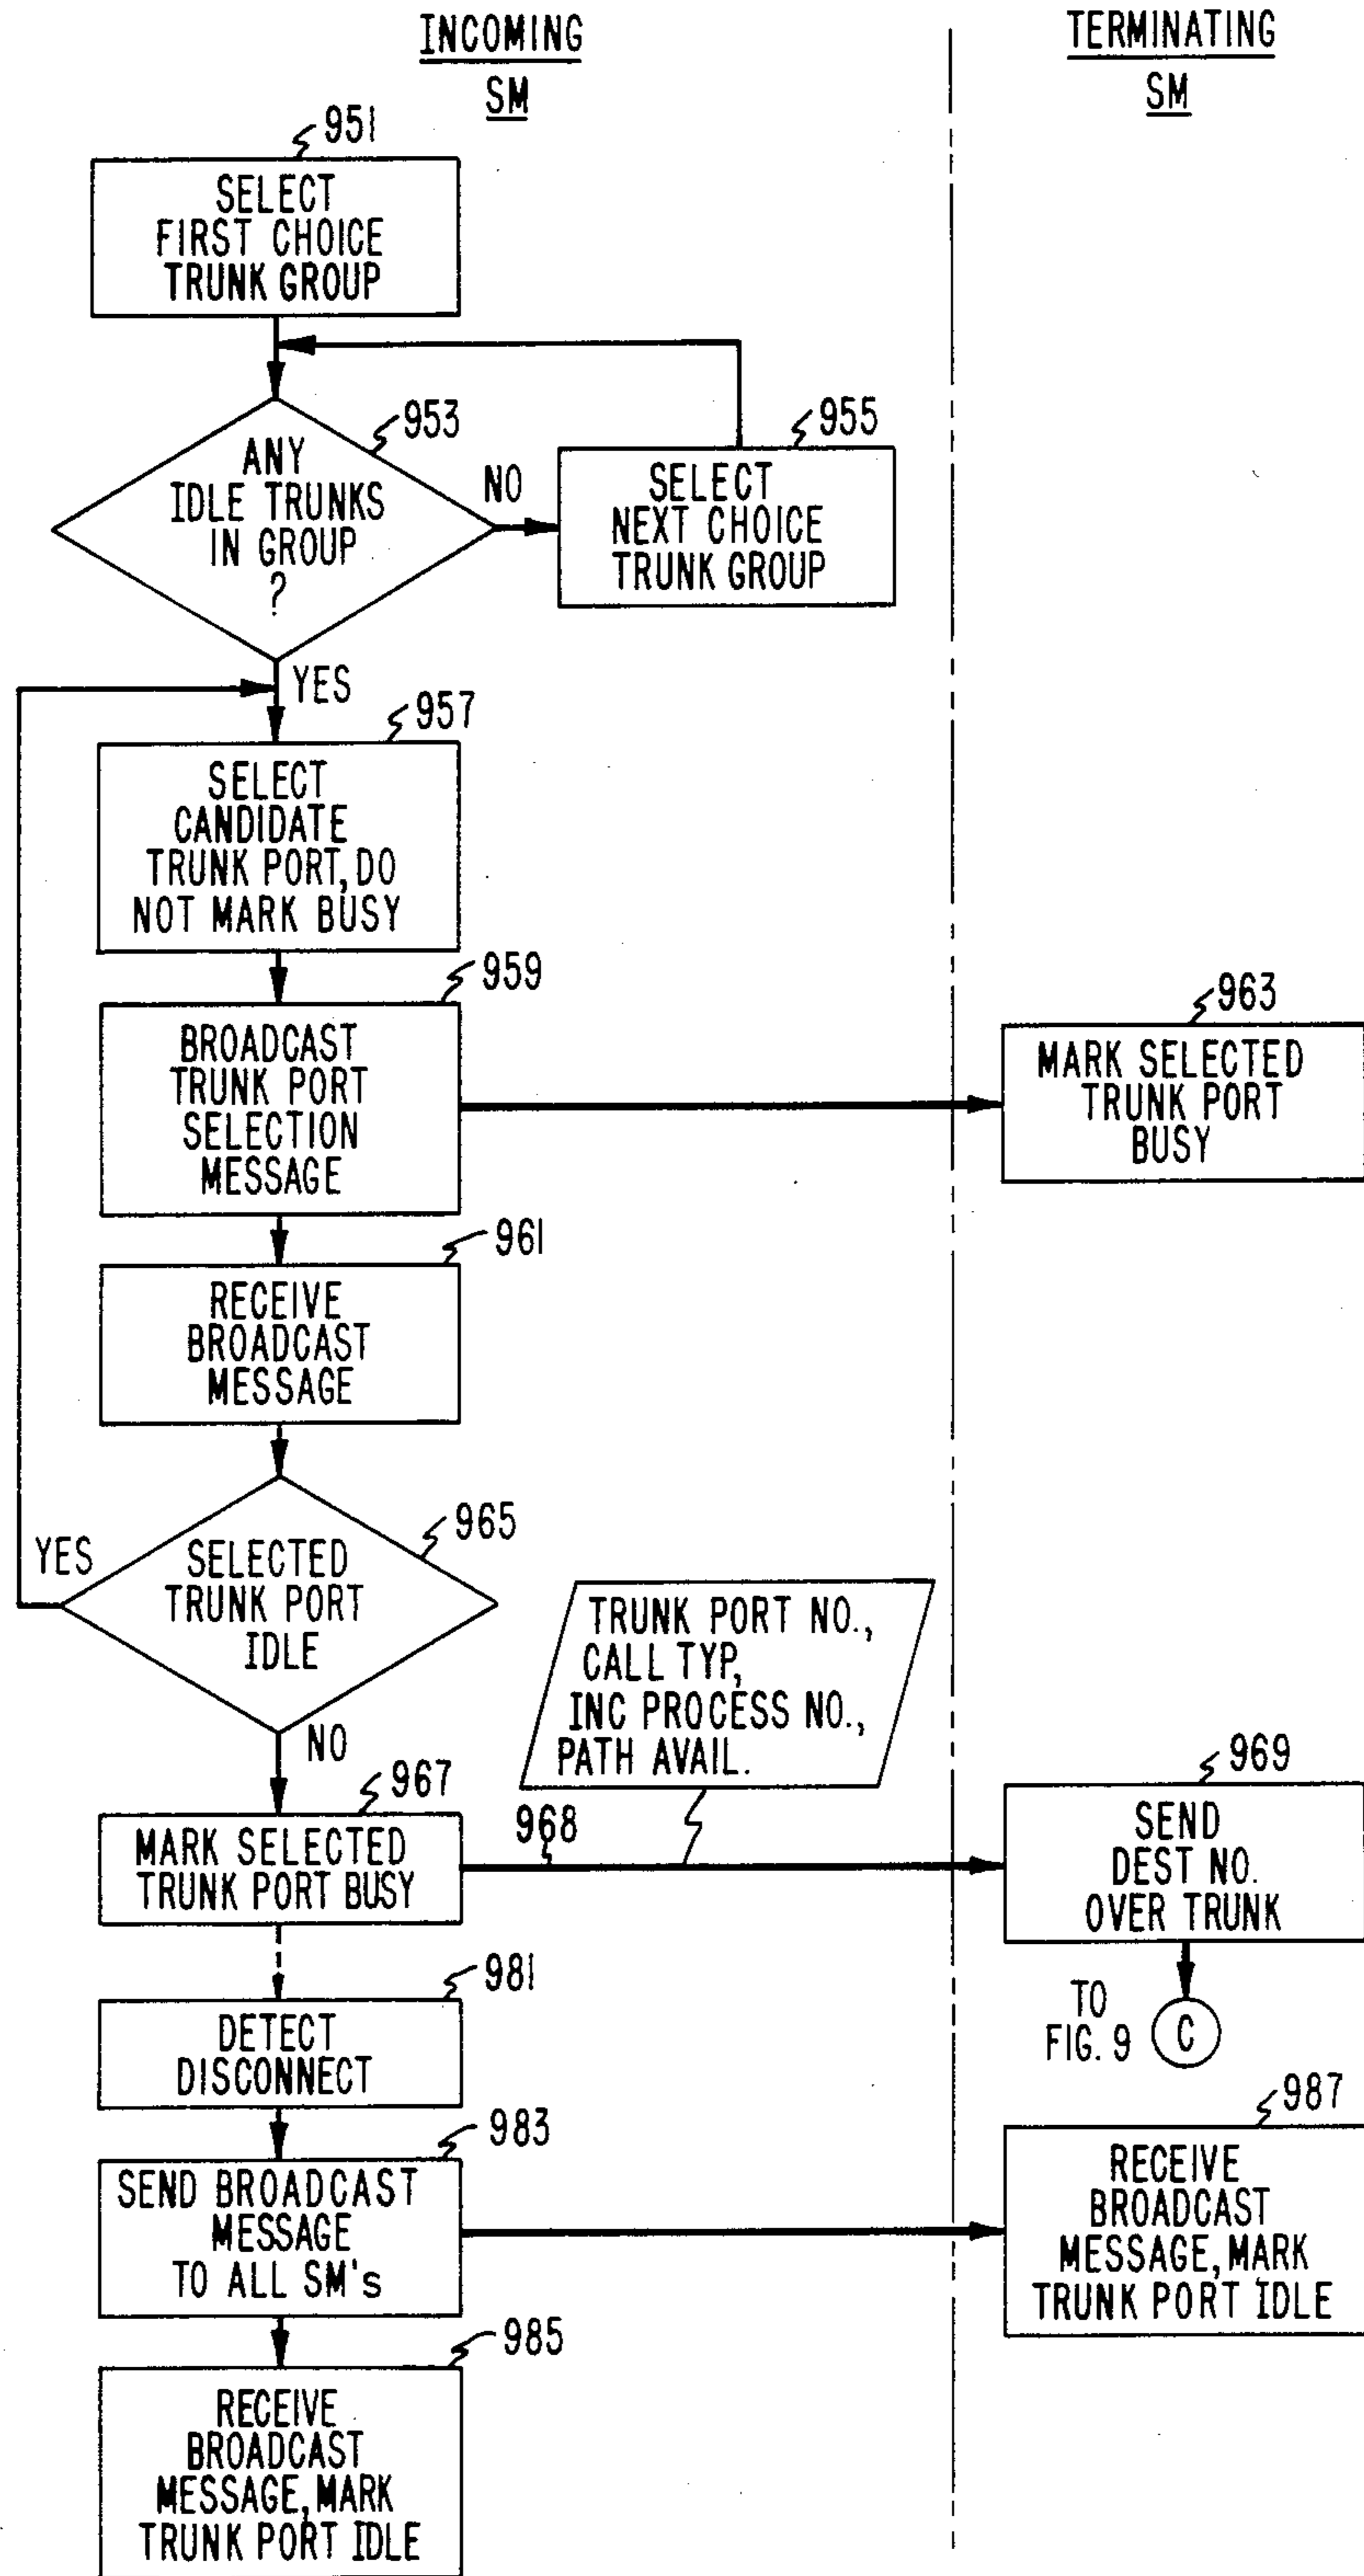 INCOMING
SM
TERMINATING
SM
951
SELECT
FIRST CHOICE
TRUNK GROUP
953
ANY
IDLE TRUNKS
IN GROUP
?
NO
955
SELECT
NEXT CHOICE
TRUNK GROUP
YES
957
SELECT
CANDIDATE
TRUNK PORT, DO
NOT MARK BUSY
959
BROADCAST
TRUNK PORT
SELECTION
MESSAGE
963
MARK SELECTED
TRUNK PORT
BUSY
961
RECEIVE
BROADCAST
MESSAGE
965
YES
SELECTED
TRUNK PORT
IDLE
NO
TRUNK PORT NO.,
CALL TYP,
INC PROCESS NO.,
PATH AVAIL.
967
MARK SELECTED
TRUNK PORT BUSY
968
969
SEND
DEST NO.
OVER TRUNK
TO
FIG. 9
C
981
DETECT
DISCONNECT
983
SEND BROADCAST
MESSAGE
TO ALL SM's
987
RECEIVE
BROADCAST
MESSAGE, MARK
TRUNK PORT IDLE
985
RECEIVE
BROADCAST
MESSAGE, MARK
TRUNK PORT IDLE